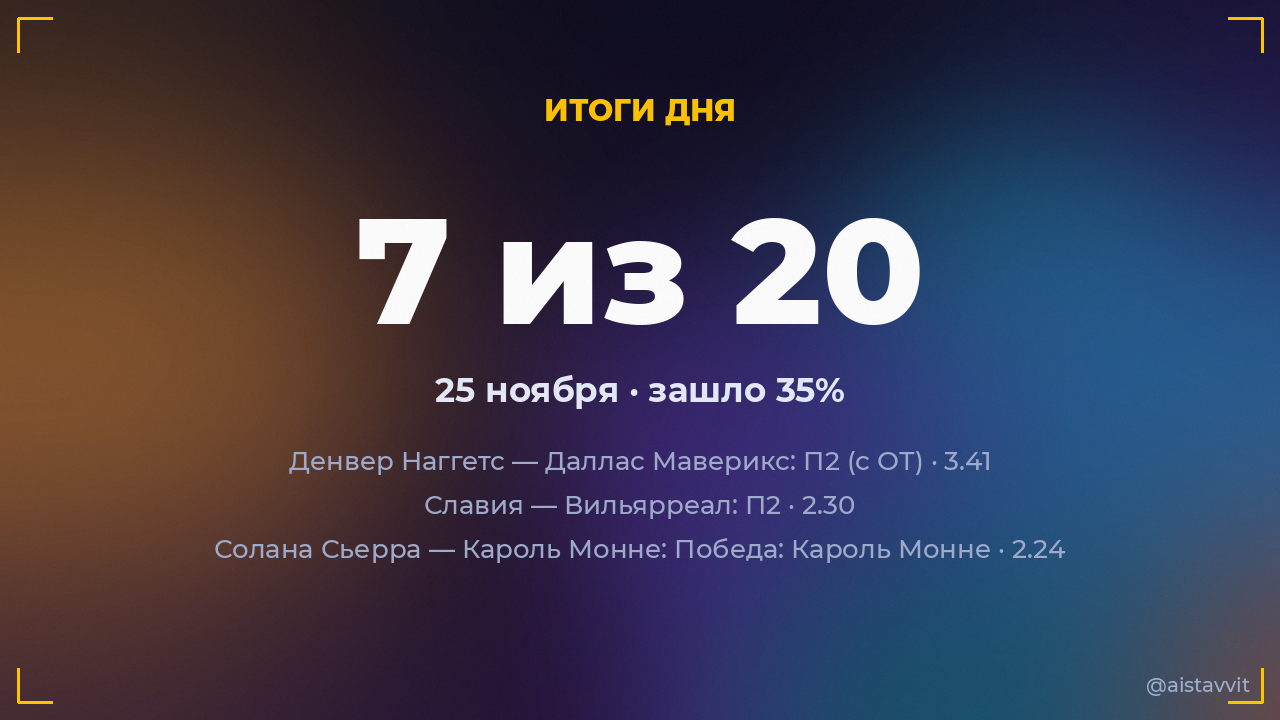 ИТОГИ ДНЯ
7 из 20
25 ноября · зашло 35%
Денвер Наггетс — Даллас Маверикс: П2 (с ОТ) · 3.41
Славия — Вильярреал: П2 · 2.30
Солана Сьерра — Кароль Монне: Победа: Кароль Монне · 2.24
@aistavvit